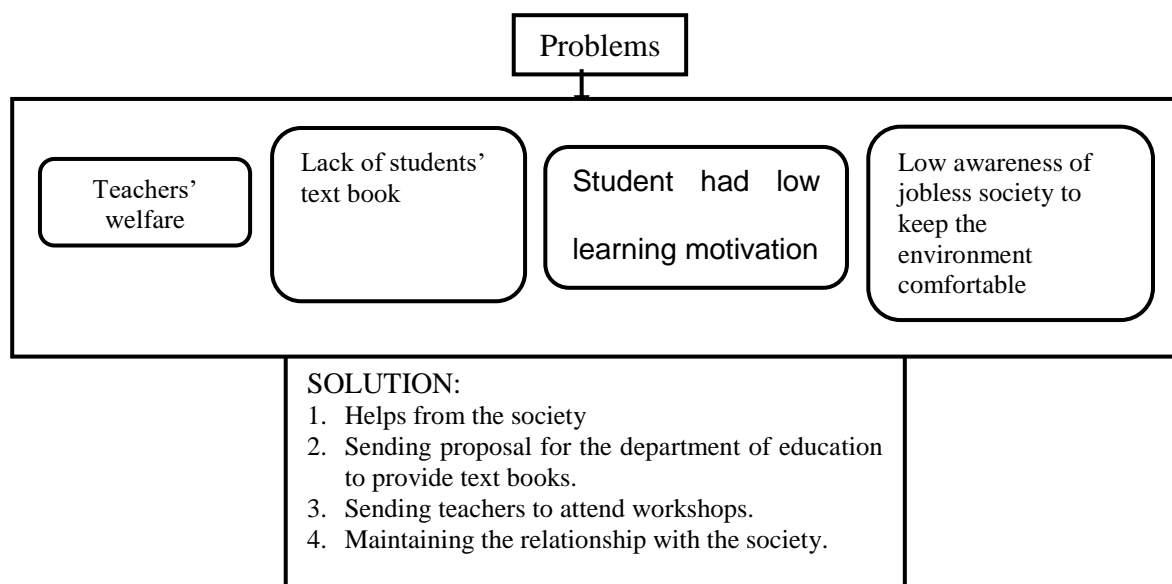 Problems
Teachers’
welfare
Lack of students’
text book
Student had low
learning motivation
Low awareness of
jobless society to
keep the
environment
comfortable
SOLUTION:
1. Helps from the society
2. Sending proposal for the department of education
to provide text books.
3. Sending teachers to attend workshops.
4. Maintaining the relationship with the society.